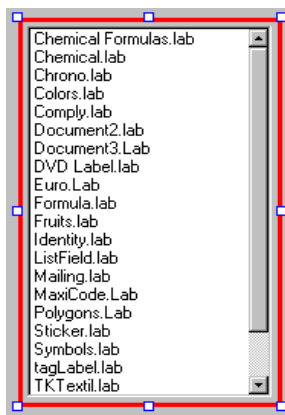 Chemical Formulas.lab
Chemical.lab
Chrono.lab
Colors.lab
Comply.lab
Document2.lab
Document3.Lab
DVD Label.lab
Euro.Lab
Formula.lab
Fruits.lab
Identity.lab
ListField.lab
Mailing.lab
MaxiCode.Lab
Polygons.Lab
Sticker.lab
Symbols.lab
tagLabel.lab
TKTextil.lab